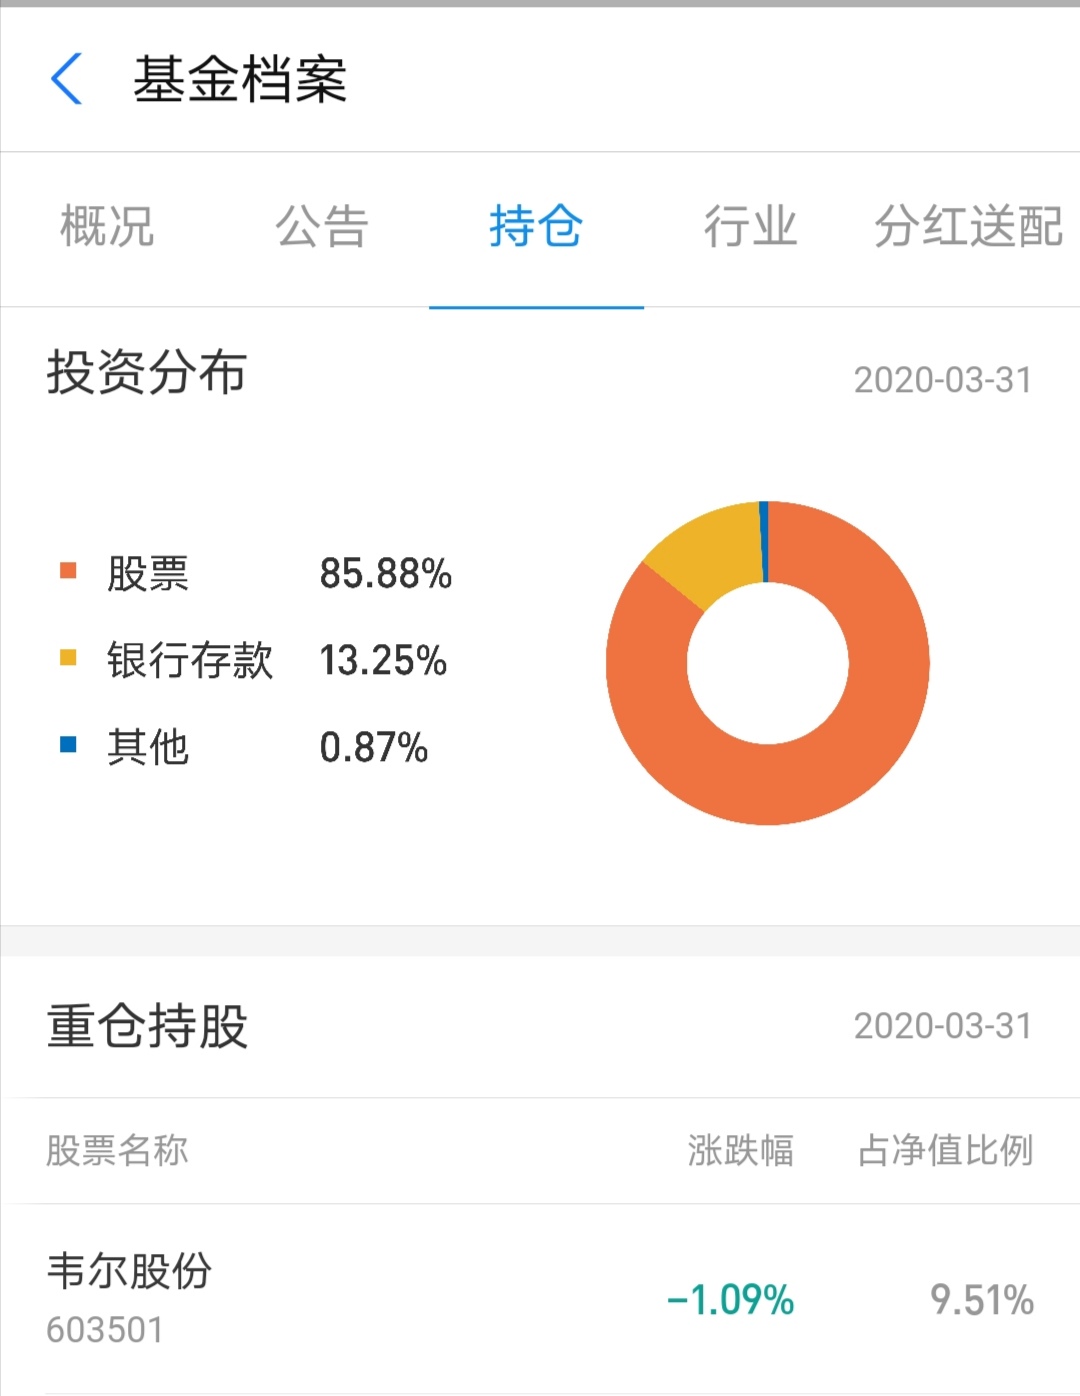 基金档案
概况 公告 持仓 行业 分红送配
投资分布 2020-03-31
股票 85.88%
银行存款 13.25%
其他 0.87%
重仓持股 2020-03-31
股票名称 涨跌幅 占净值比例
韦尔股份
-1.09% 9.51%
603501